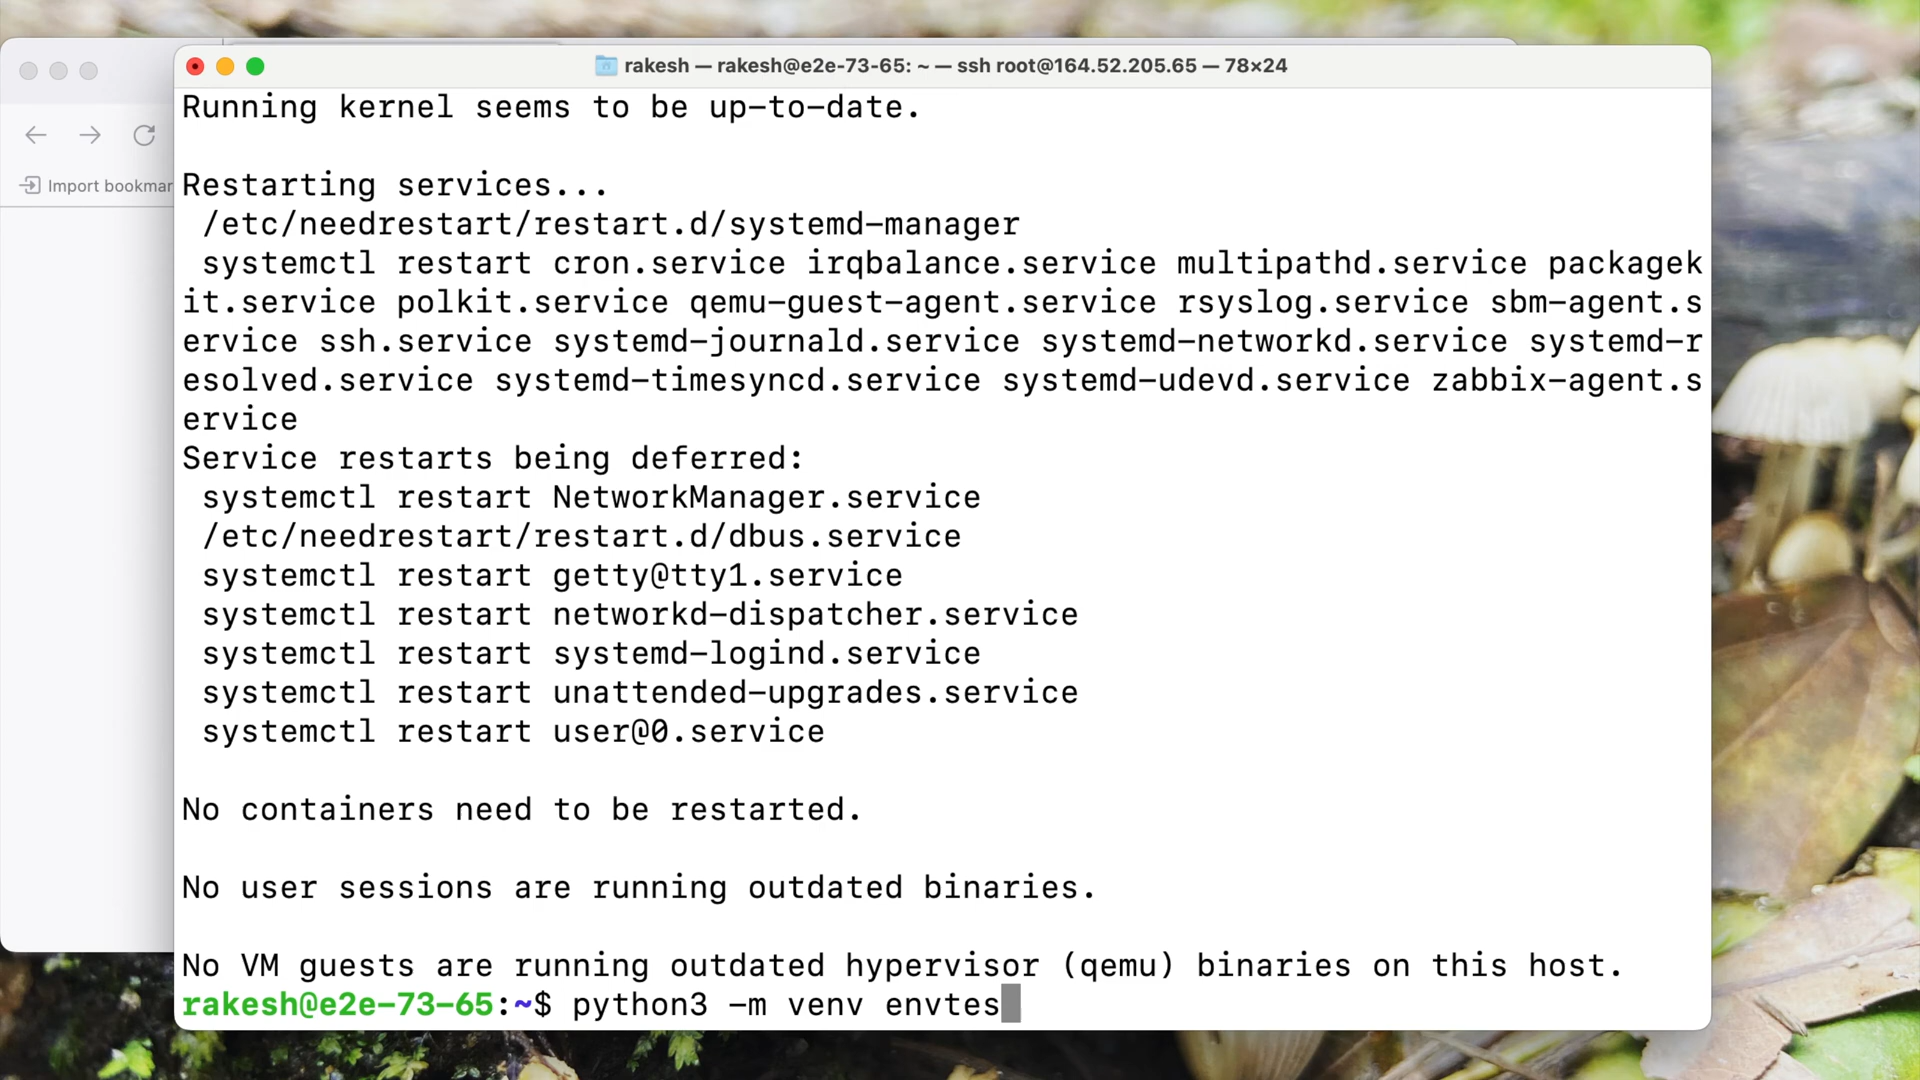 rakesh — rakesh@e2e-73-65: ~ — ssh root@164.52.205.65 — 78×24
Import bookmar
Running kernel seems to be up-to-date.
Restarting services...
/etc/needrestart/restart.d/systemd-manager
systemctl restart cron.service irqbalance.service multipathd.service packagek
it.service polkit.service qemu-guest-agent.service rsyslog.service sbm-agent.s
ervice ssh.service systemd-journald.service systemd-networkd.service systemd-r
esolved.service systemd-timesyncd.service systemd-udevd.service zabbix-agent.s
ervice
Service restarts being deferred:
systemctl restart NetworkManager.service
/etc/needrestart/restart.d/dbus.service
systemctl restart getty@tty1.service
systemctl restart networkd-dispatcher.service
systemctl restart systemd-logind.service
systemctl restart unattended-upgrades.service
systemctl restart user@0.service
No containers need to be restarted.
No user sessions are running outdated binaries.
No VM guests are running outdated hypervisor (qemu) binaries on this host.
rakesh@e2e-73-65:~$ python3 -m venv envtes